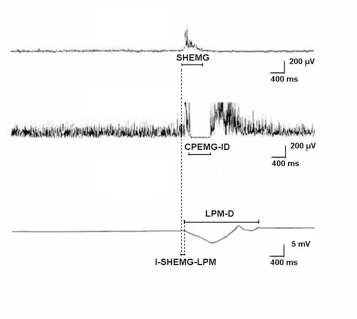 SHEMG
200 µV
400 ms
CPEMG-ID
200 µV
400 ms
LPM-D
5 mV
I-SHEMG-LPM
400 ms